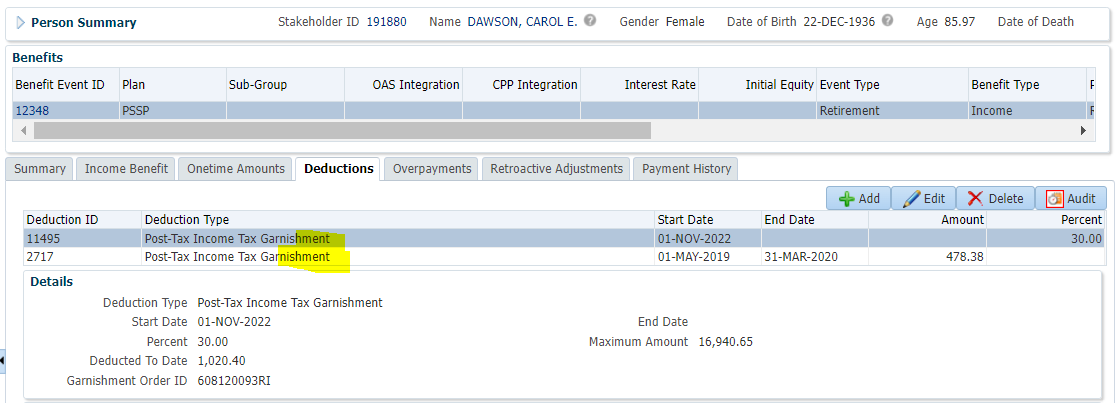 Person Summary Stakeholder ID 191880 Name DAWSON, CAROL E. Gender Female Date of Birth 22-DEC-1936 Age 85.97 Date of Death
Benefits
Benefit Event ID Plan Sub-Group OAS Integration CPP Integration Interest Rate Initial Equity Event Type Benefit Type
12348 PSSP Retirement Income
Summary Income Benefit Onetime Amounts Deductions Overpayments Retroactive Adjustments Payment History
Add Edit Delete Audit
Deduction ID Deduction Type Start Date End Date Amount Percent
11495 Post-Tax Income Tax Garnishment 01-NOV-2022 30.00
2717 Post-Tax Income Tax Garnishment 01-MAY-2019 31-MAR-2020 478.38
Details
Deduction Type Post-Tax Income Tax Garnishment
Start Date 01-NOV-2022 End Date
Percent 30.00 Maximum Amount 16,940.65
Deducted To Date 1,020.40
Garnishment Order ID 608120093RI